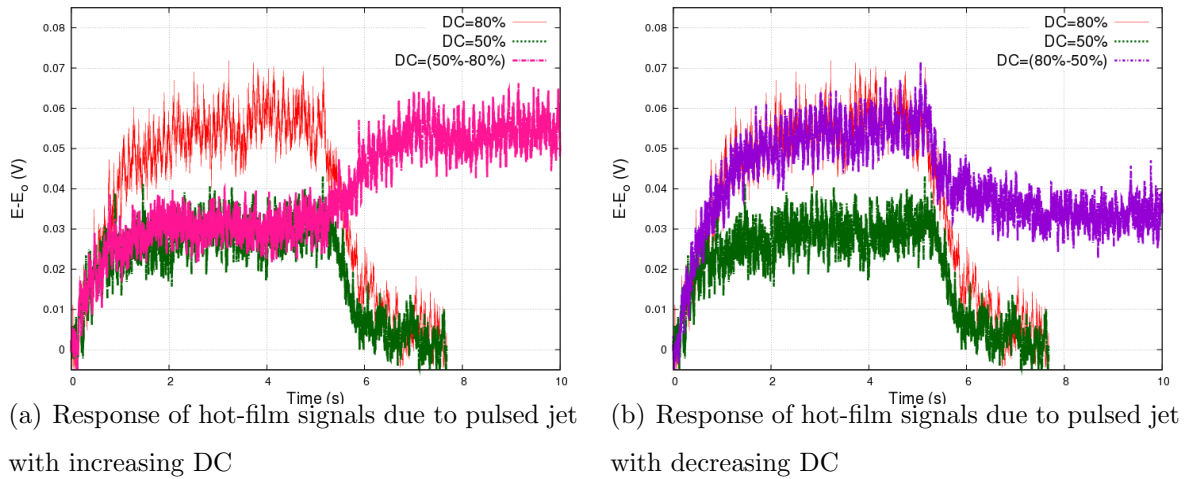 DC=80%
DC=50%
DC=(50%-80%)
0.08
0.07
0.06
0.05
0.04
0.03
0.02
0.01
0
E-Eo (V)
0 2 4 6 8 10
Time (s)
(a) Response of hot-film signals due to pulsed jet
with increasing DC
DC=80%
DC=50%
DC=(80%-50%)
0.08
0.07
0.06
0.05
0.04
0.03
0.02
0.01
0
E-Eo (V)
0 2 4 6 8 10
Time (s)
(b) Response of hot-film signals due to pulsed jet
with decreasing DC